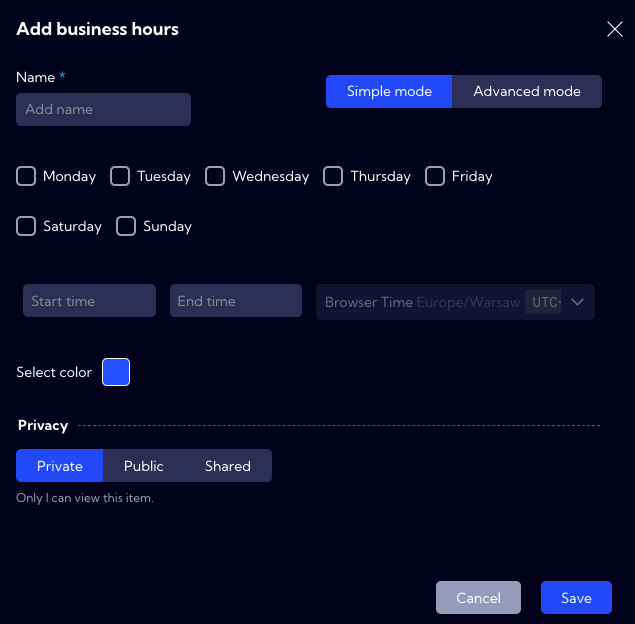 Add business hours
Name *
Add name
Simple mode Advanced mode
Monday Tuesday Wednesday Thursday Friday
Saturday Sunday
Start time End time Browser Time Europe/Warsaw UTC
Select color
Privacy
Private Public Shared
Only I can view this item.
Cancel Save